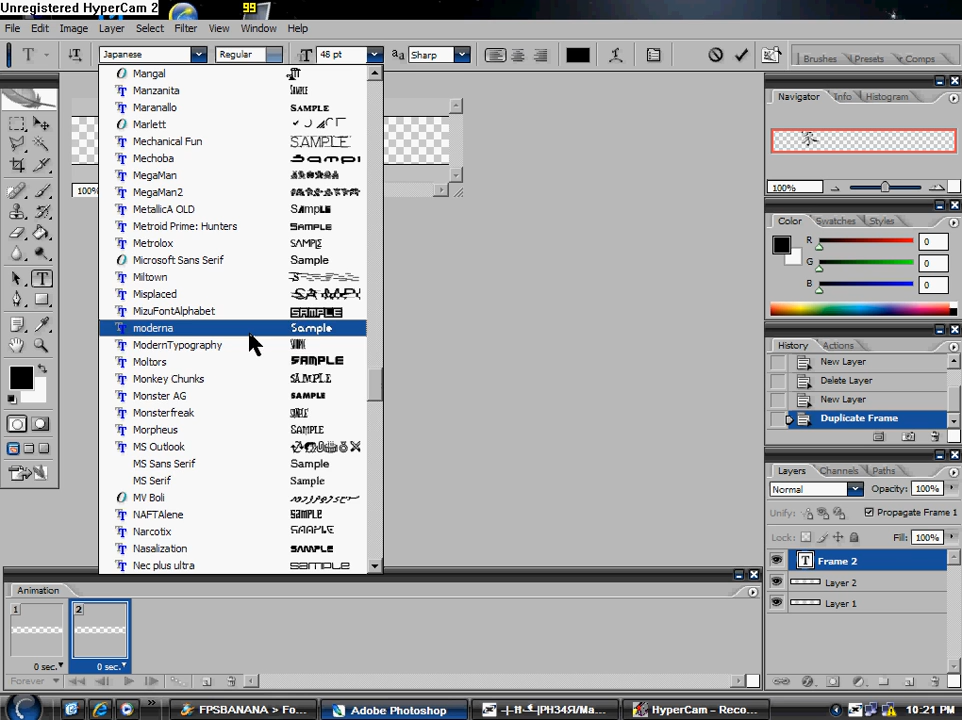 Unregistered HyperCam 2
99
File Edit Image Layer Select Filter View Window Help
Japanese Regular 48 pt Sharp Brushes Presets Comps
Mangal
Manzanita SAMPLE
Maranallo SAMPLE
Marlett
Mechanical Fun SAMPLE
Mechoba Sampl
MegaMan
MegaMan2
MetallicA OLD SAmplE
Metroid Prime: Hunters SAMPLE
Metrolox SAMPLE
Microsoft Sans Serif Sample
Miltown
Misplaced SAMPL
MizuFontAlphabet SAMPLE
moderna Sample
ModernTypography
Moltors SAMPLE
Monkey Chunks SAMPLE
Monster AG SAMPLE
Monsterfreak
Morpheus SAMPLE
MS Outlook
MS Sans Serif Sample
MS Serif Sample
MV Boli
NAFTAlene SAMPLE
Narcotix SAMPLE
Nasalization SAMPLE
Nec plus ultra SAMPLE
100%
Navigator Info Histogram
100%
Color Swatches Styles
R 0
G 0
B 0
History Actions
New Layer
Delete Layer
New Layer
Duplicate Frame
Layers Channels Paths
Normal Opacity: 100%
Unify: Propagate Frame 1
Lock: Fill: 100%
T Frame 2
Layer 2
Layer 1
Animation
1 2
0 sec. 0 sec.
Forever
FPSBANANA > Fo... Adobe Photoshop HyperCam – Reco... 10:21 PM